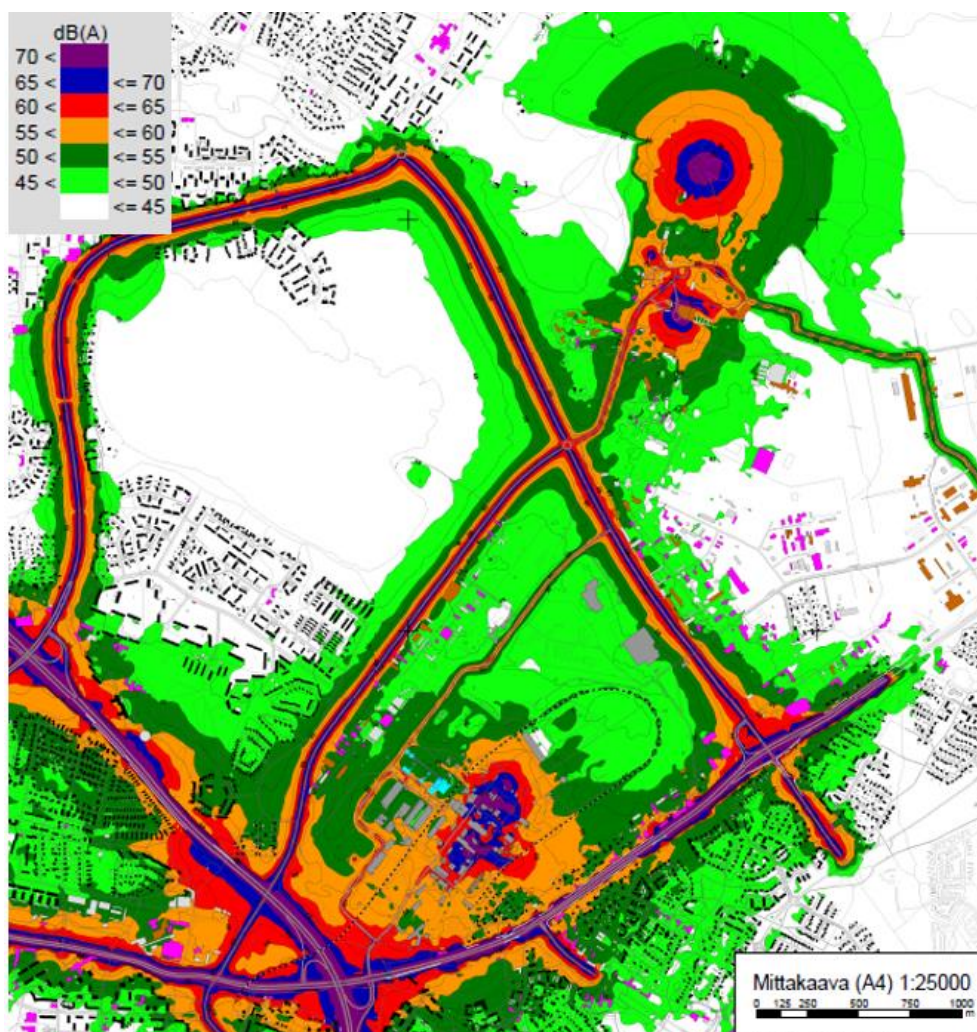 dB(A)
70 <
65 < <= 70
60 < <= 65
55 < <= 60
50 < <= 55
45 < <= 50
<= 45
Mittakaava (A4) 1:25000
0 125 250 500 750 1000
m